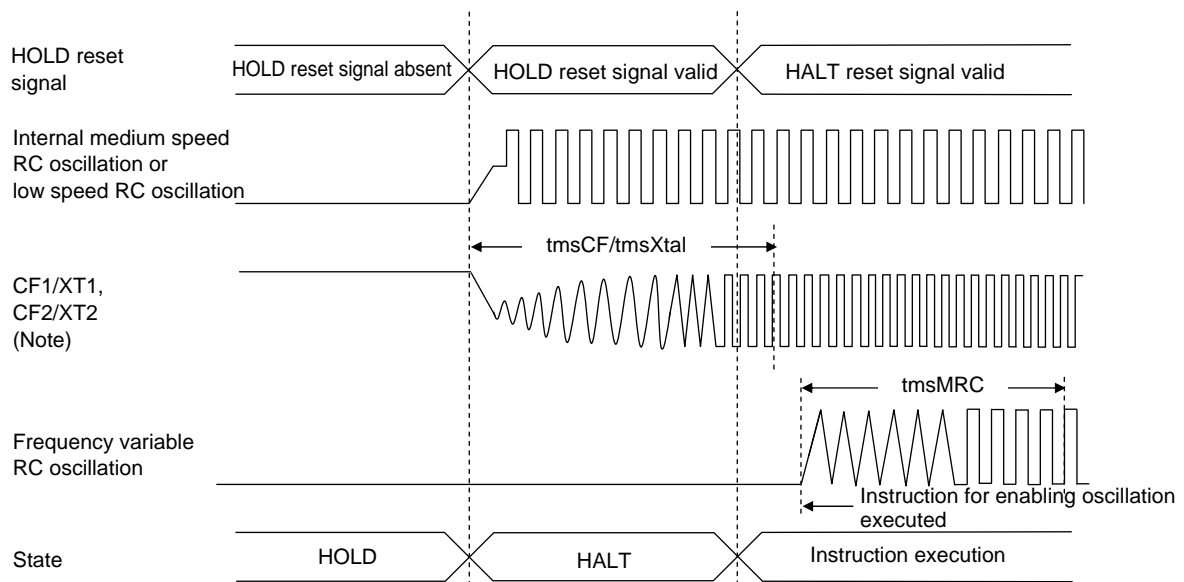 HOLD reset
signal
HOLD reset signal absent
HOLD reset signal valid
HALT reset signal valid
Internal medium speed
RC oscillation or
low speed RC oscillation
tmsCF/tmsXtal
CF1/XT1,
CF2/XT2
(Note)
tmsMRC
Frequency variable
RC oscillation
Instruction for enabling oscillation
executed
State
HOLD
HALT
Instruction execution